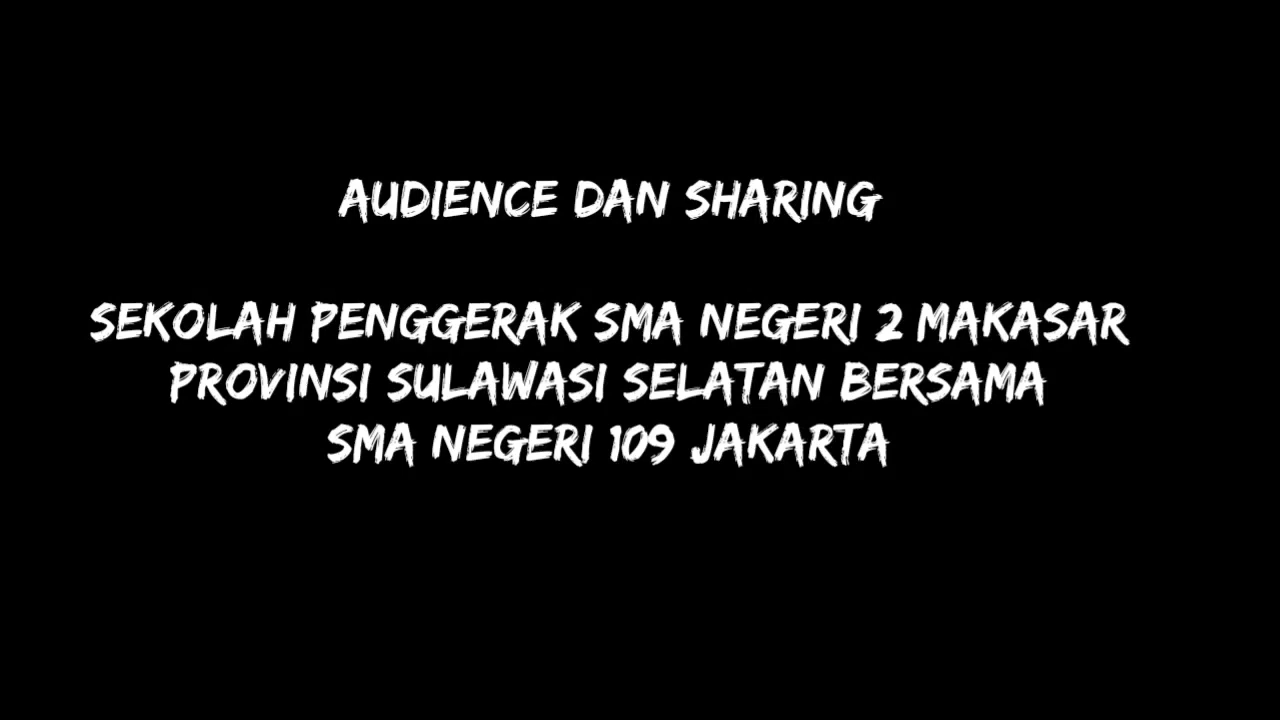 AUDIENCE DAN SHARING
SEKOLAH PENGGERAK SMA NEGERI 2 MAKASAR
PROVINSI SULAWASI SELATAN BERSAMA
SMA NEGERI 109 JAKARTA